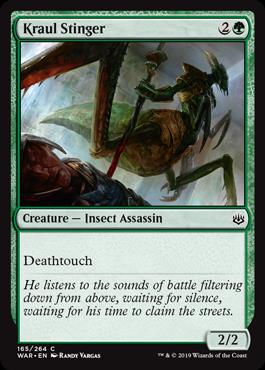 Kraul Stinger 2
Creature — Insect Assassin
Deathtouch
He listens to the sounds of battle filtering
down from above, waiting for silence,
waiting for his time to claim the streets.
2/2
165/264 C
WAR • EN RANDY VARGAS ™ & © 2019 Wizards of the Coast